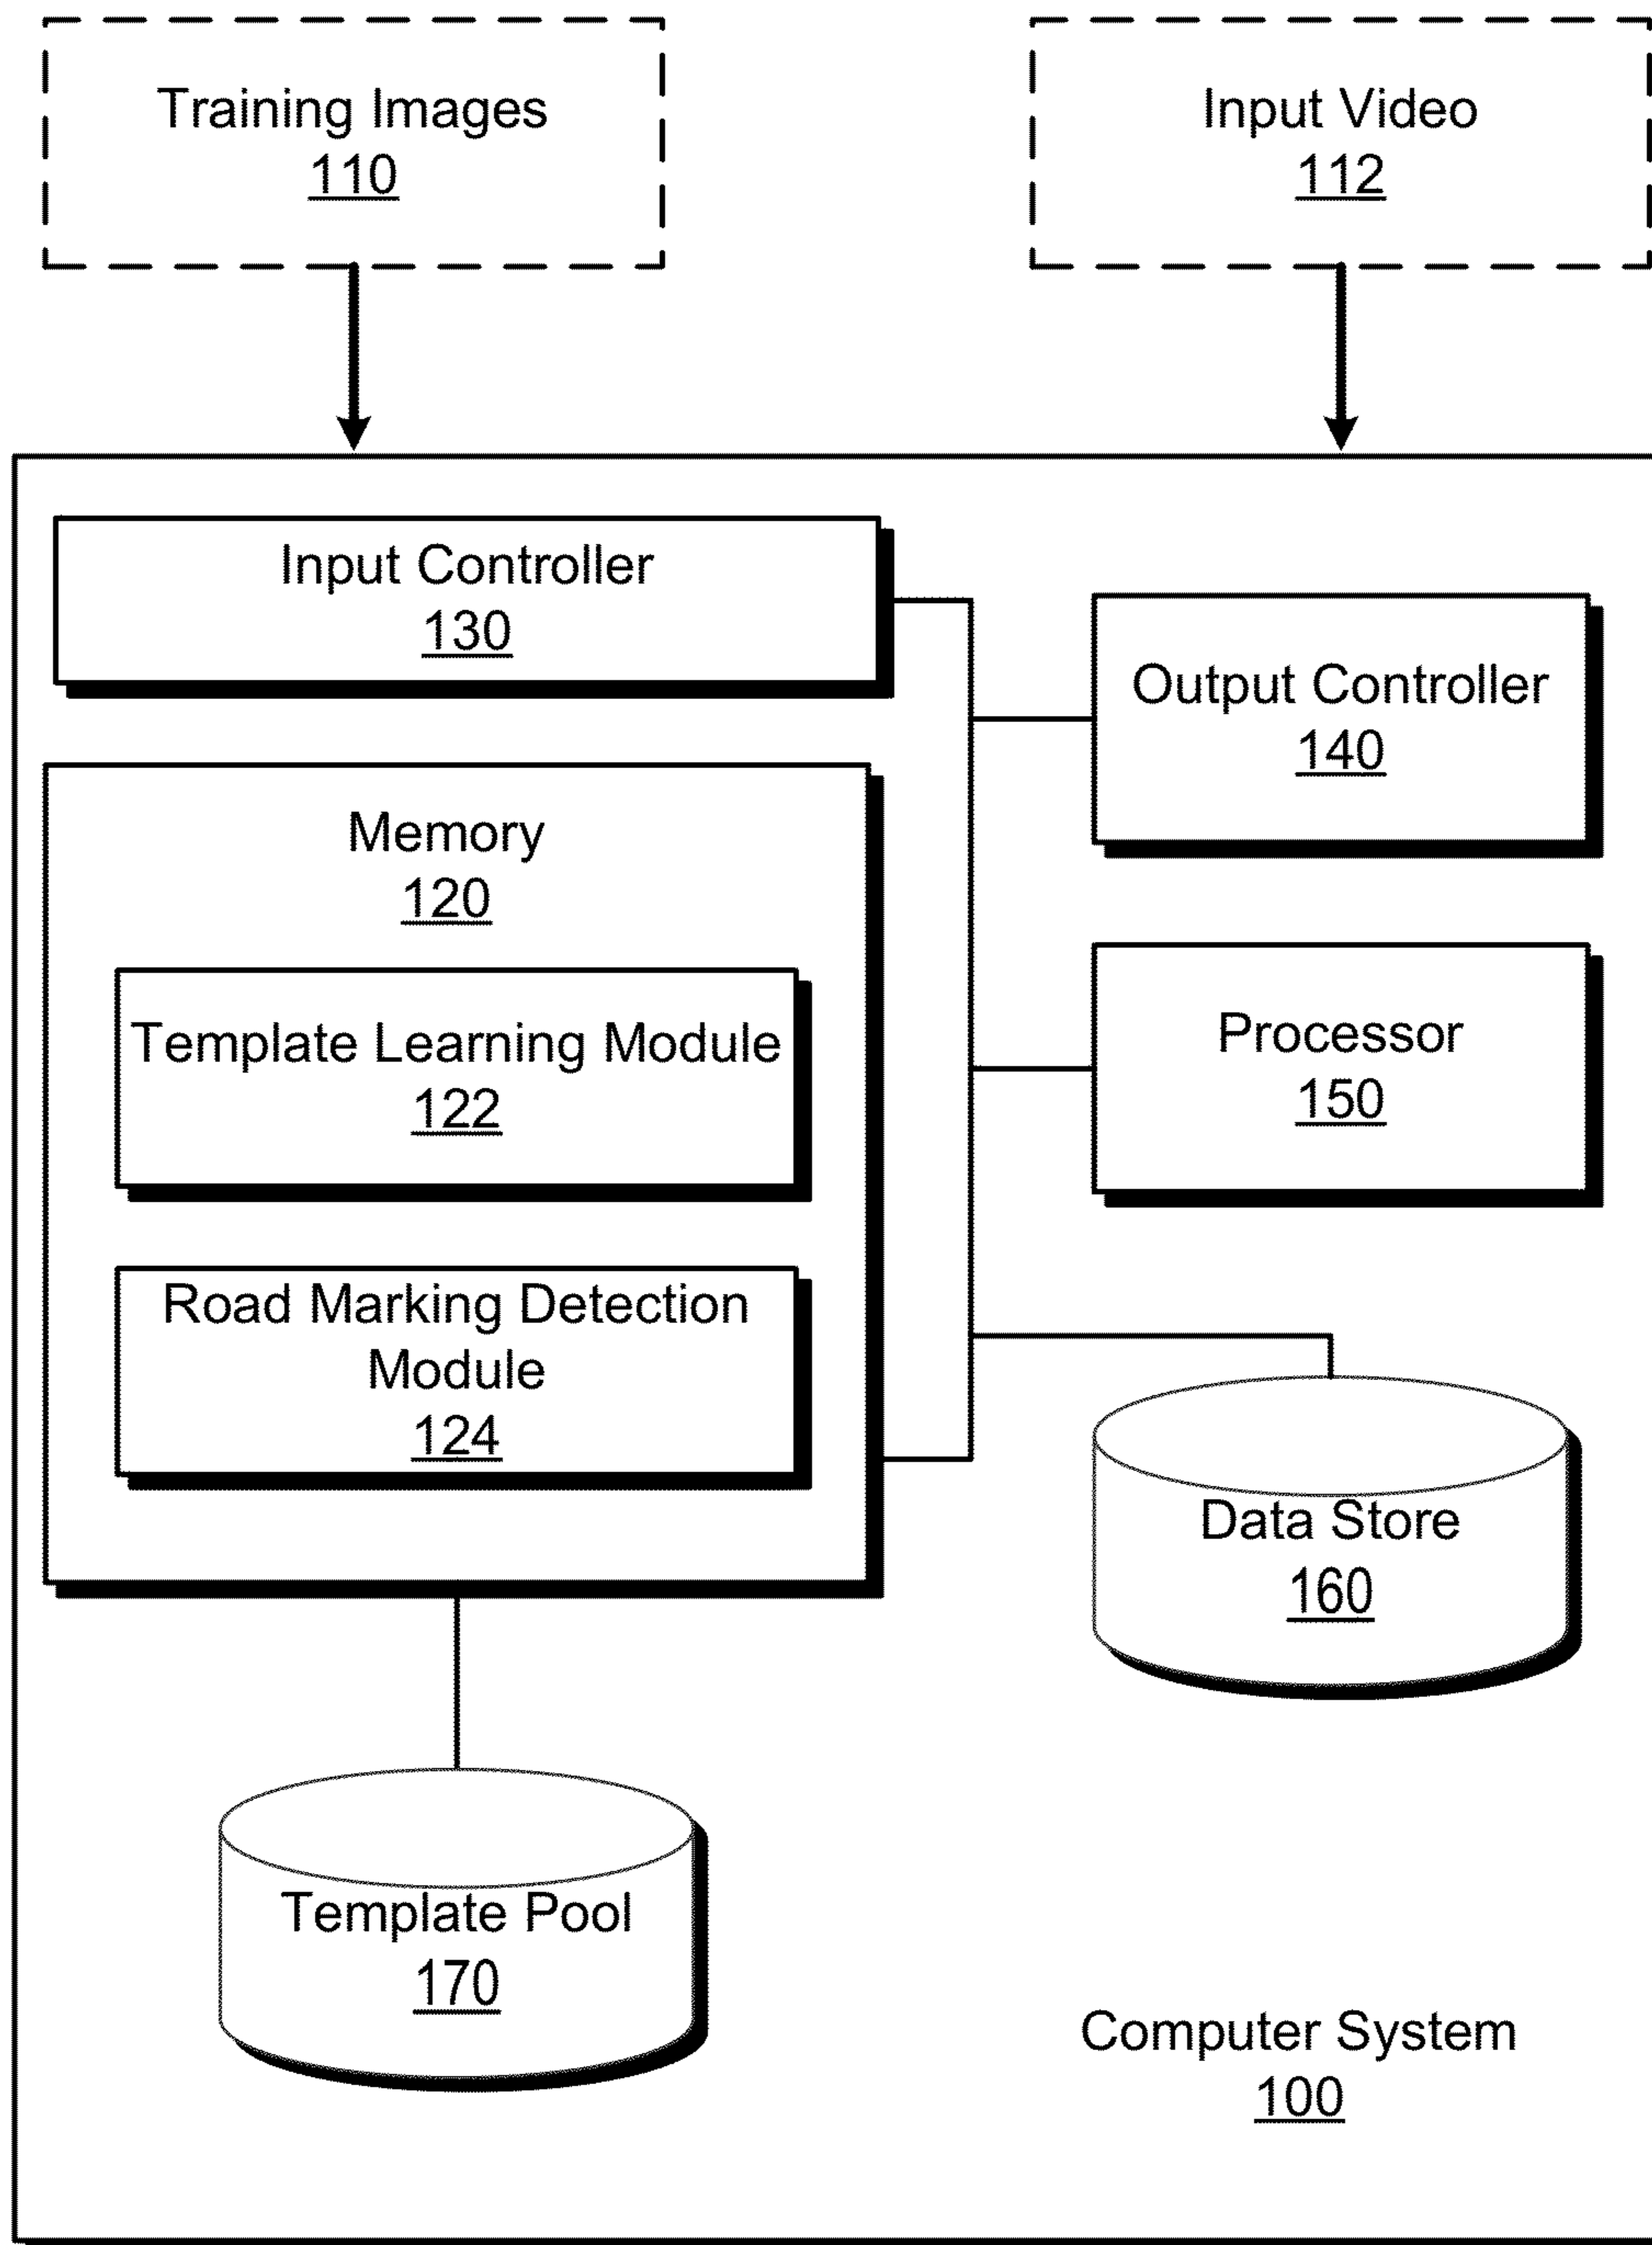 Training Images
110
Input Video
112
Input Controller
130
Output Controller
140
Memory
120
Template Learning Module
122
Processor
150
Road Marking Detection
Module
124
Data Store
160
Template Pool
170
Computer System
100